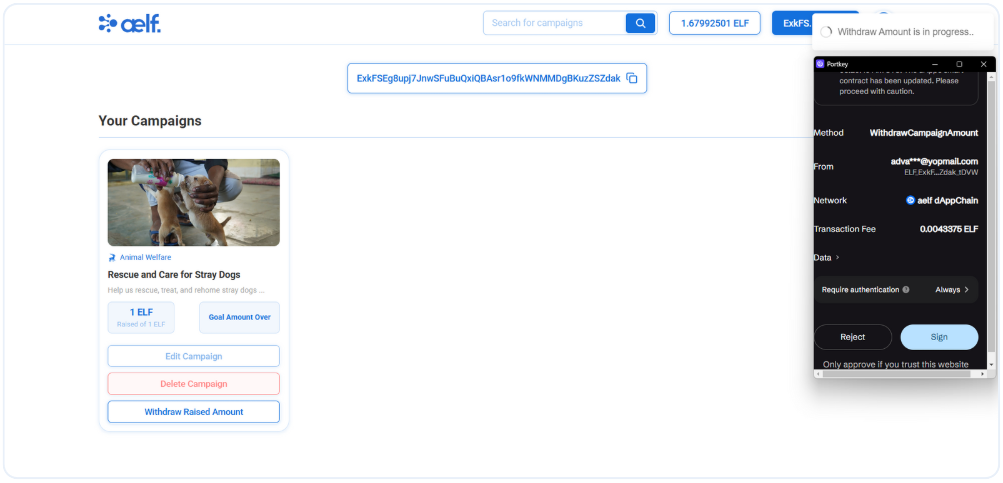 aelf.
Search for campaigns
1.67992501 ELF
ExkFS.
Withdraw Amount is in progress..
ExkFSEg8upj7JnwSFuBuQxiQBAsr1o9fkWNMMDgBKuzZSZdak
Your Campaigns
Animal Welfare
Rescue and Care for Stray Dogs
Help us rescue, treat, and rehome stray dogs ...
1 ELF
Raised of 1 ELF
Goal Amount Over
Edit Campaign
Delete Campaign
Withdraw Raised Amount
Portkey
contract has been updated. Please
proceed with caution.
Method WithdrawCampaignAmount
From adva***@yopmail.com
ELF,ExkF...Zdak_tDVW
Network aelf dAppChain
Transaction Fee 0.0043375 ELF
Data
Require authentication Always
Reject Sign
Only approve if you trust this website